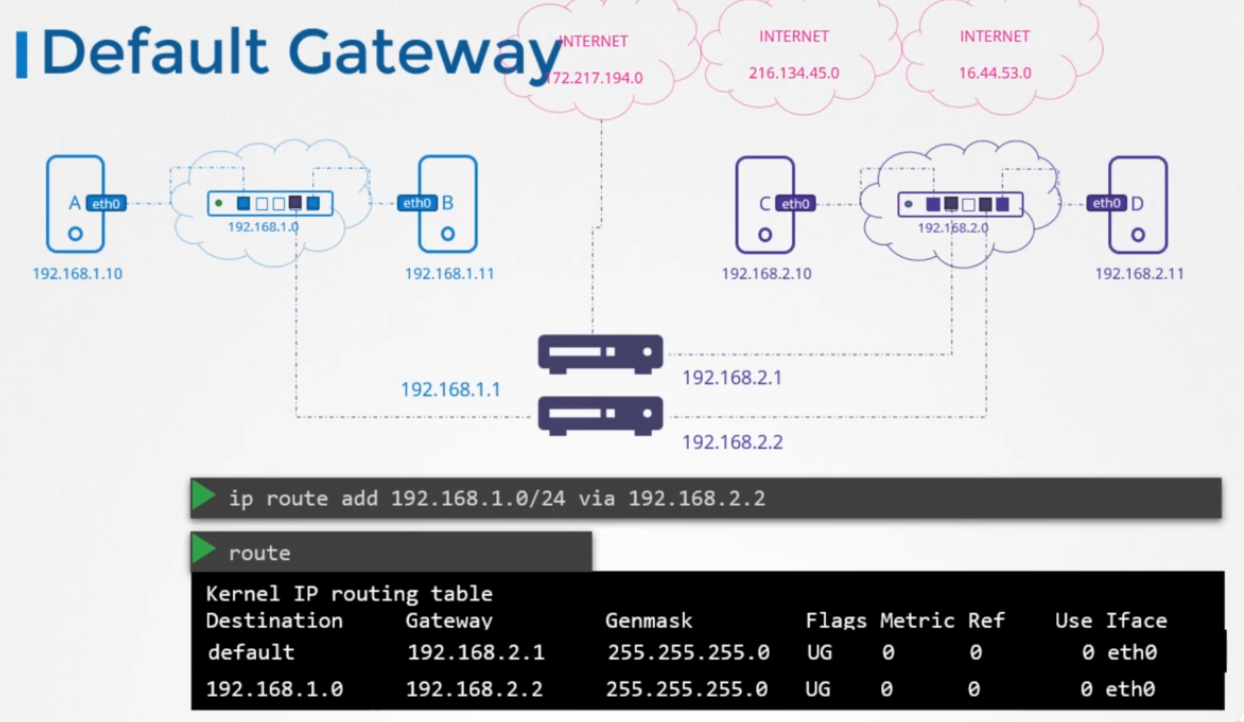 Default Gateway
INTERNET
172.217.194.0
INTERNET
216.134.45.0
INTERNET
16.44.53.0
A eth0
192.168.1.0
eth0 B
C eth0
192.168.2.0
eth0 D
192.168.1.10
192.168.1.11
192.168.2.10
192.168.2.11
192.168.1.1
192.168.2.1
192.168.2.2
ip route add 192.168.1.0/24 via 192.168.2.2
route
Kernel IP routing table
Destination Gateway Genmask Flags Metric Ref Use Iface
default 192.168.2.1 255.255.255.0 UG 0 0 0 eth0
192.168.1.0 192.168.2.2 255.255.255.0 UG 0 0 0 eth0